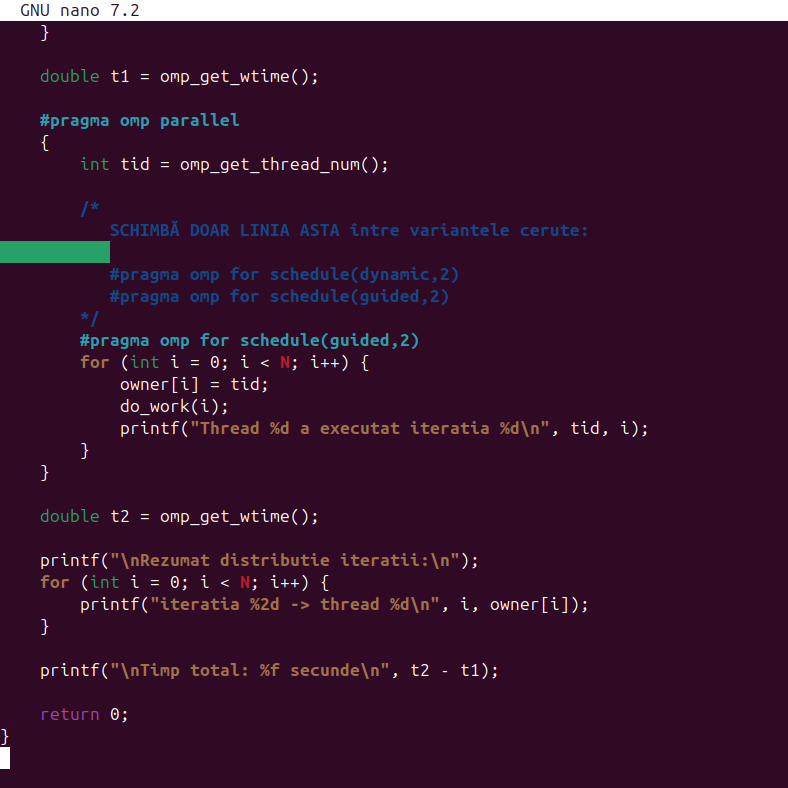 GNU nano 7.2
    }

    double t1 = omp_get_wtime();

    #pragma omp parallel
    {
        int tid = omp_get_thread_num();

        /*
           SCHIMBĂ DOAR LINIA ASTA între variantele cerute:

           #pragma omp for schedule(dynamic,2)
           #pragma omp for schedule(guided,2)
        */
        #pragma omp for schedule(guided,2)
        for (int i = 0; i < N; i++) {
            owner[i] = tid;
            do_work(i);
            printf("Thread %d a executat iteratia %d\n", tid, i);
        }
    }

    double t2 = omp_get_wtime();

    printf("\nRezumat distributie iteratii:\n");
    for (int i = 0; i < N; i++) {
        printf("iteratia %2d -> thread %d\n", i, owner[i]);
    }

    printf("\nTimp total: %f secunde\n", t2 - t1);

    return 0;
}